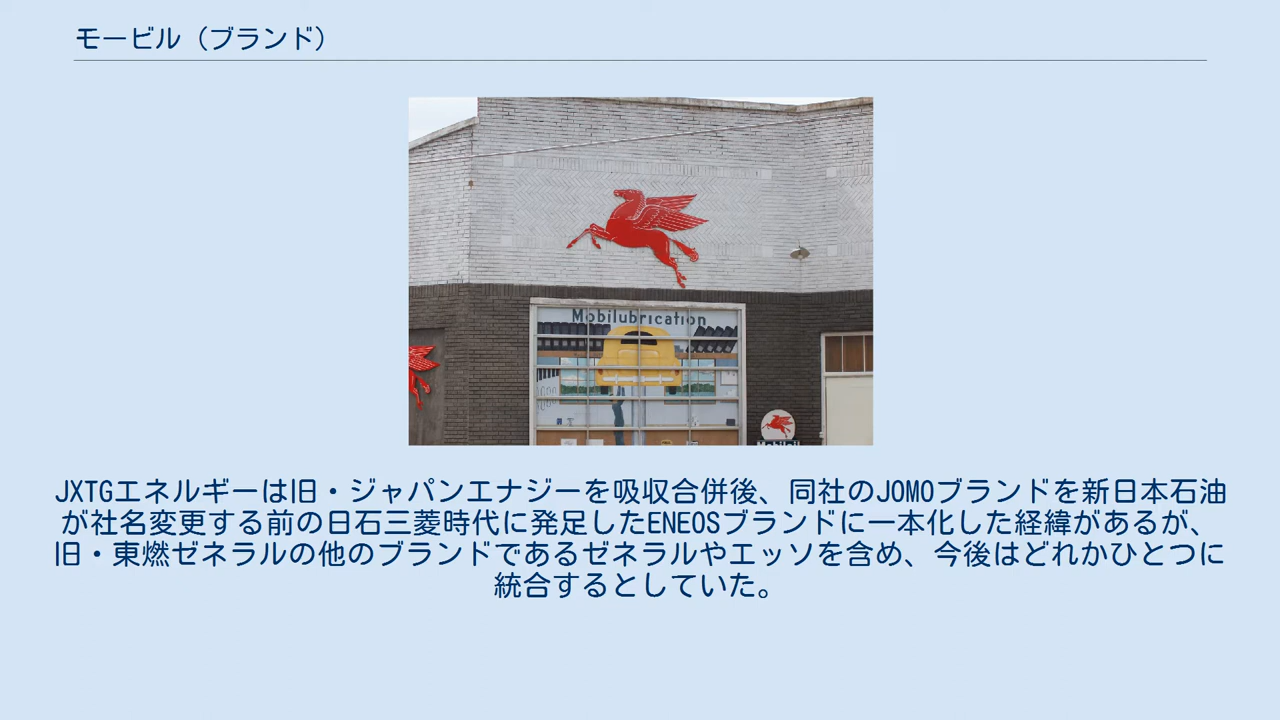 モービル（ブランド）
Mobilubrication
Mobiloil
JXTGエネルギーは旧・ジャパンエナジーを吸収合併後、同社のJOMOブランドを新日本石油
が社名変更する前の日石三菱時代に発足したENEOSブランドに一本化した経緯があるが、
旧・東燃ゼネラルの他のブランドであるゼネラルやエッソを含め、今後はどれかひとつに
統合するとしていた。